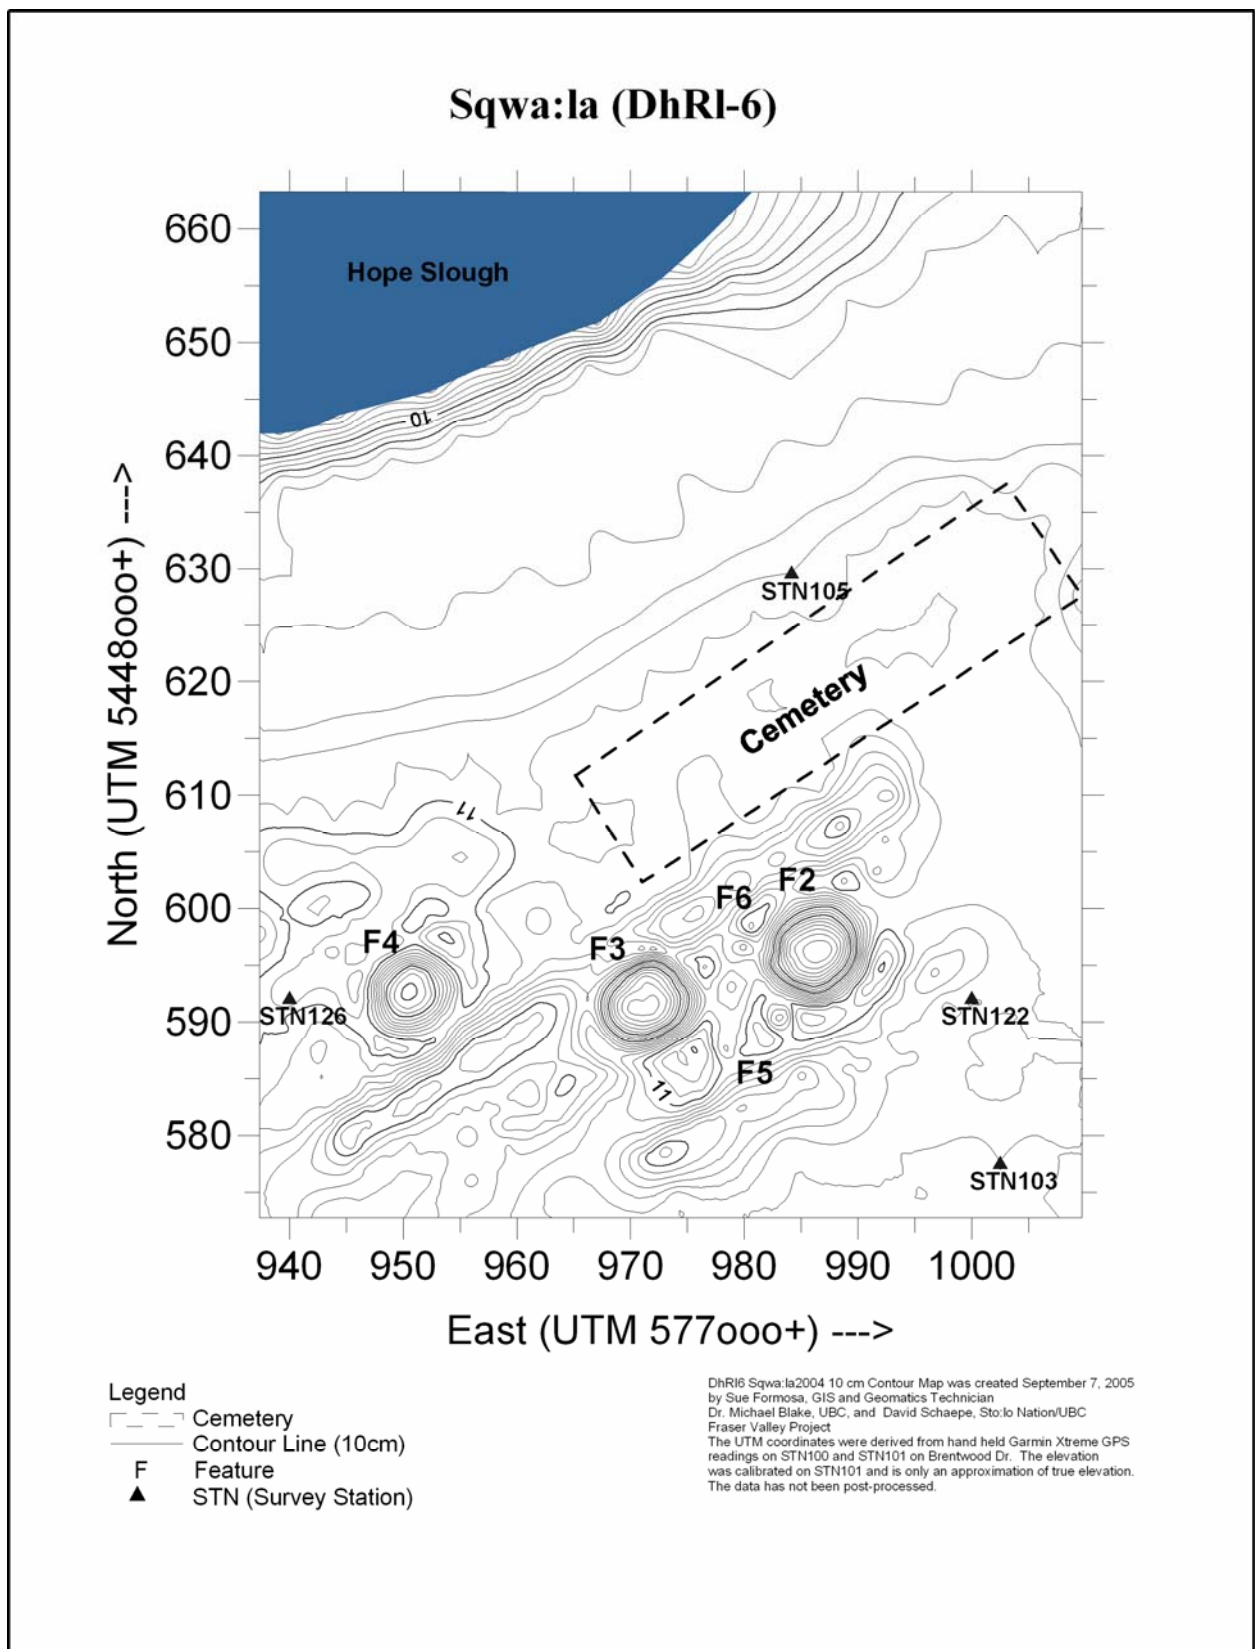 Sqwa:la (DhRl-6)
660
650
640
630
620
610
600
590
580
North (UTM 5448ooo+) --->
Hope Slough
10
STN105
Cemetery
11
F6
F2
F3
F4
STN126
STN122
F5
11
STN103
940 950 960 970 980 990 1000
East (UTM 577ooo+) --->
Legend
Cemetery
Contour Line (10cm)
F Feature
STN (Survey Station)
DhRl6 Sqwa:la2004 10 cm Contour Map was created September 7, 2005
by Sue Formosa, GIS and Geomatics Technician
Dr. Michael Blake, UBC, and David Schaepe, Sto:lo Nation/UBC
Fraser Valley Project
The UTM coordinates were derived from hand held Garmin Xtreme GPS
readings on STN100 and STN101 on Brentwood Dr. The elevation
was calibrated on STN101 and is only an approximation of true elevation.
The data has not been post-processed.